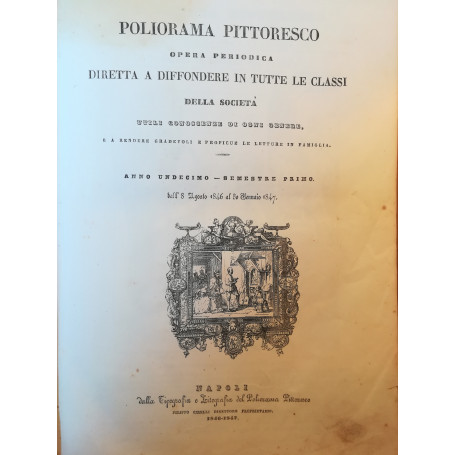 POLIORAMA PITTORESCO
OPERA PERIODICA
DIRETTA A DIFFONDERE IN TUTTE LE CLASSI
DELLA SOCIETÀ
UTILI CONOSCENZE DI OGNI GENERE,
E A RENDERE GRADEVOLI E PROFICUE LE LETTURE IN FAMIGLIA.
ANNO UNDECIMO — SEMESTRE PRIMO.
dall' 8 Agosto 1846 al 30 Gennaio 1847.
NAPOLI
dalla Tipografia e Litografia del Poliorama Pittoresco
DIRETTORE PROPRIETARIO.
1846-1847.